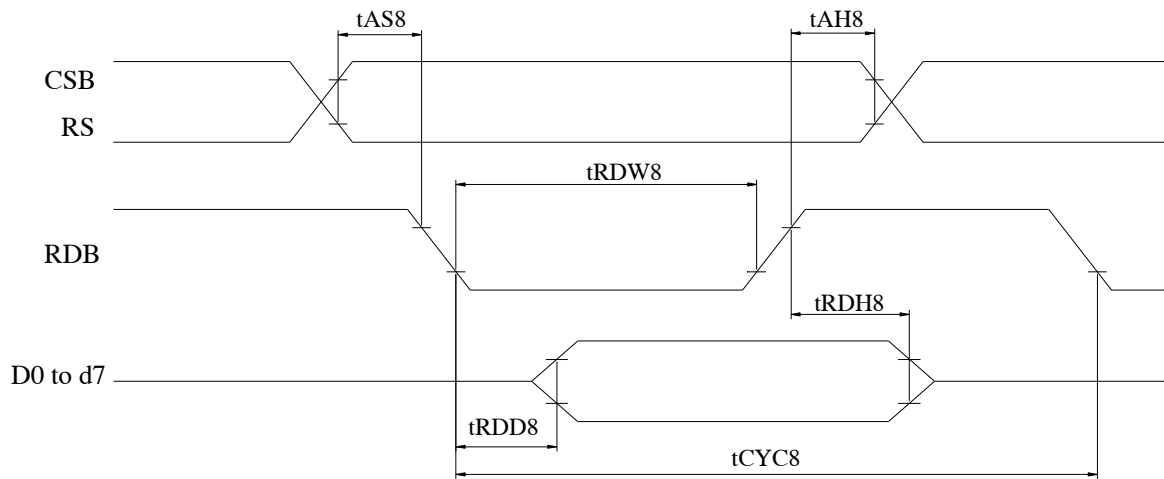 tAS8
tAH8
CSB
RS
tRDW8
RDB
tRDH8
D0 to d7
tRDD8
tCYC8